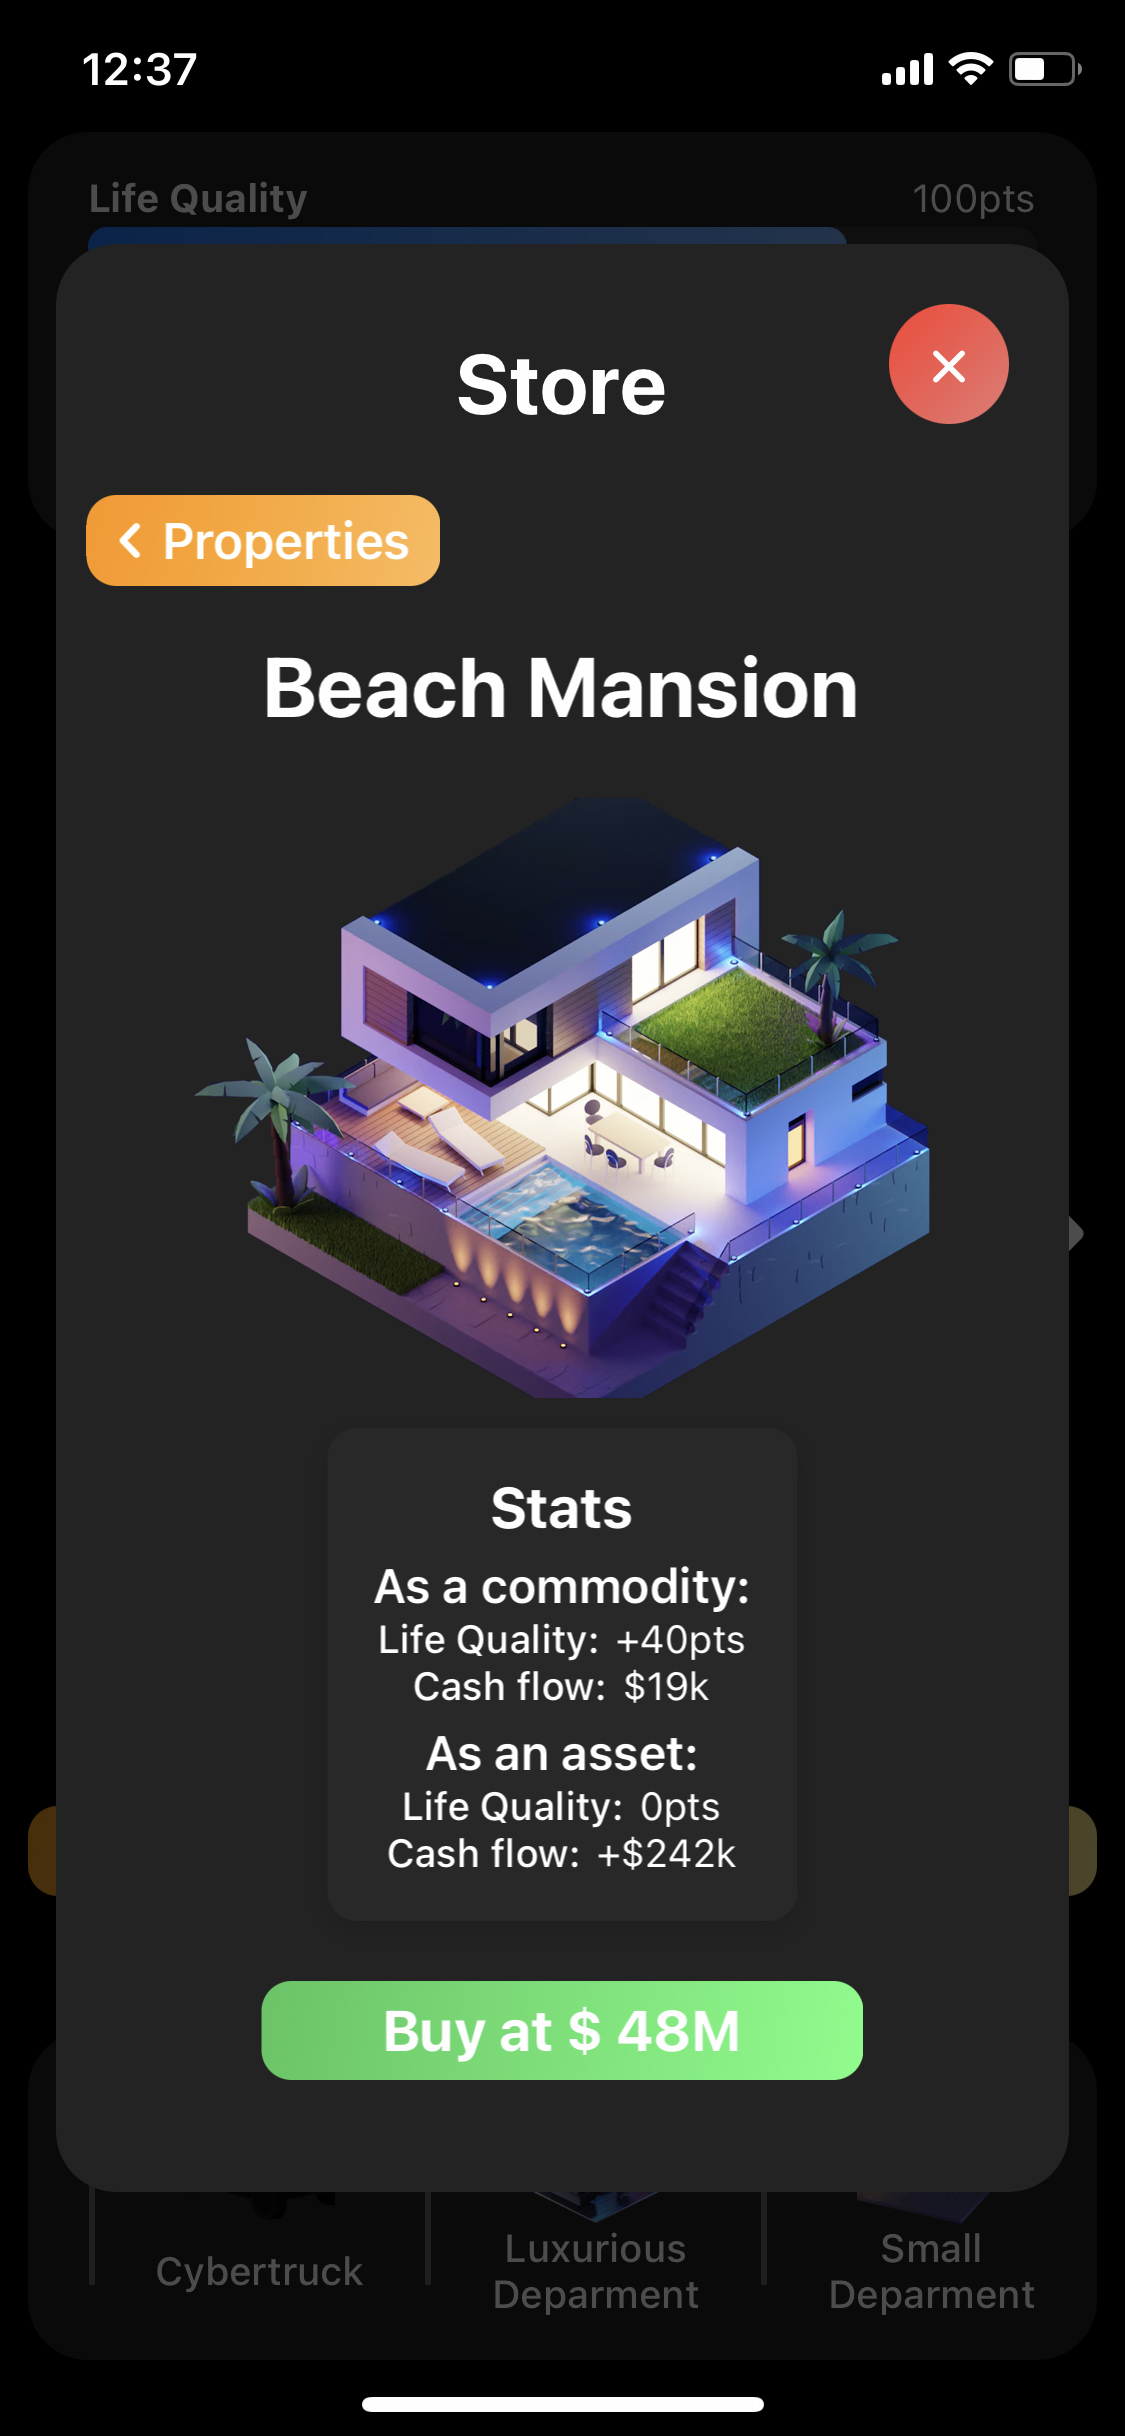 12:37
Life Quality 100pts
Store
Properties
Beach Mansion
Stats
As a commodity:
Life Quality: +40pts
Cash flow: $19k
As an asset:
Life Quality: 0pts
Cash flow: +$242k
Buy at $ 48M
Cybertruck
Luxurious
Deparment
Small
Deparment